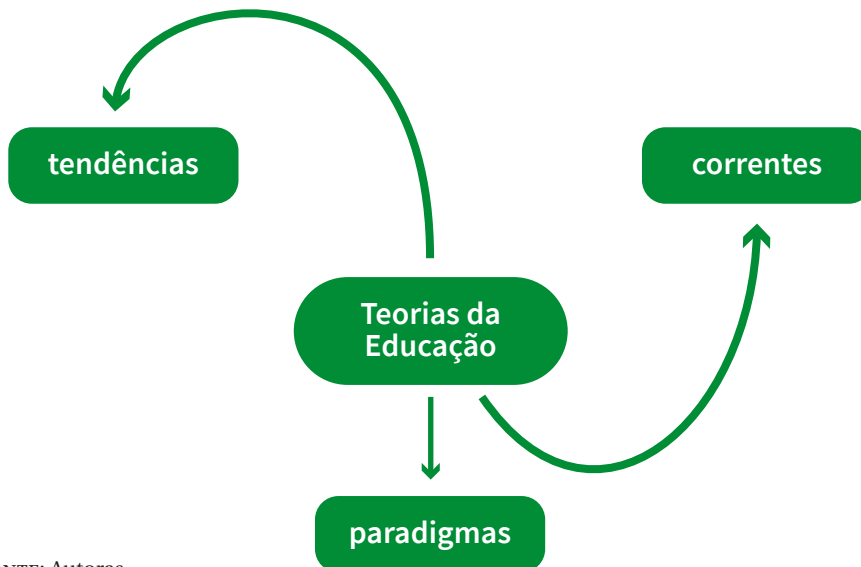 tendências
correntes
Teorias da
Educação
paradigmas